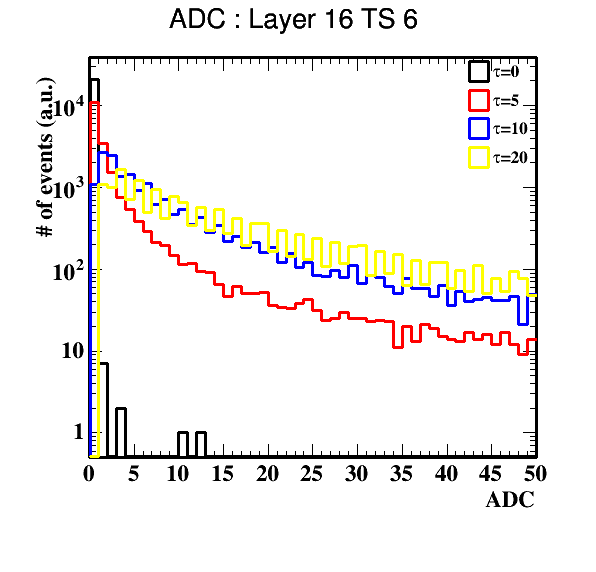 ADC : Layer 16 TS 6
# of events (a.u.)
τ=0
τ=5
τ=10
τ=20
10⁴
10³
10²
10
1
0 5 10 15 20 25 30 35 40 45 50
ADC